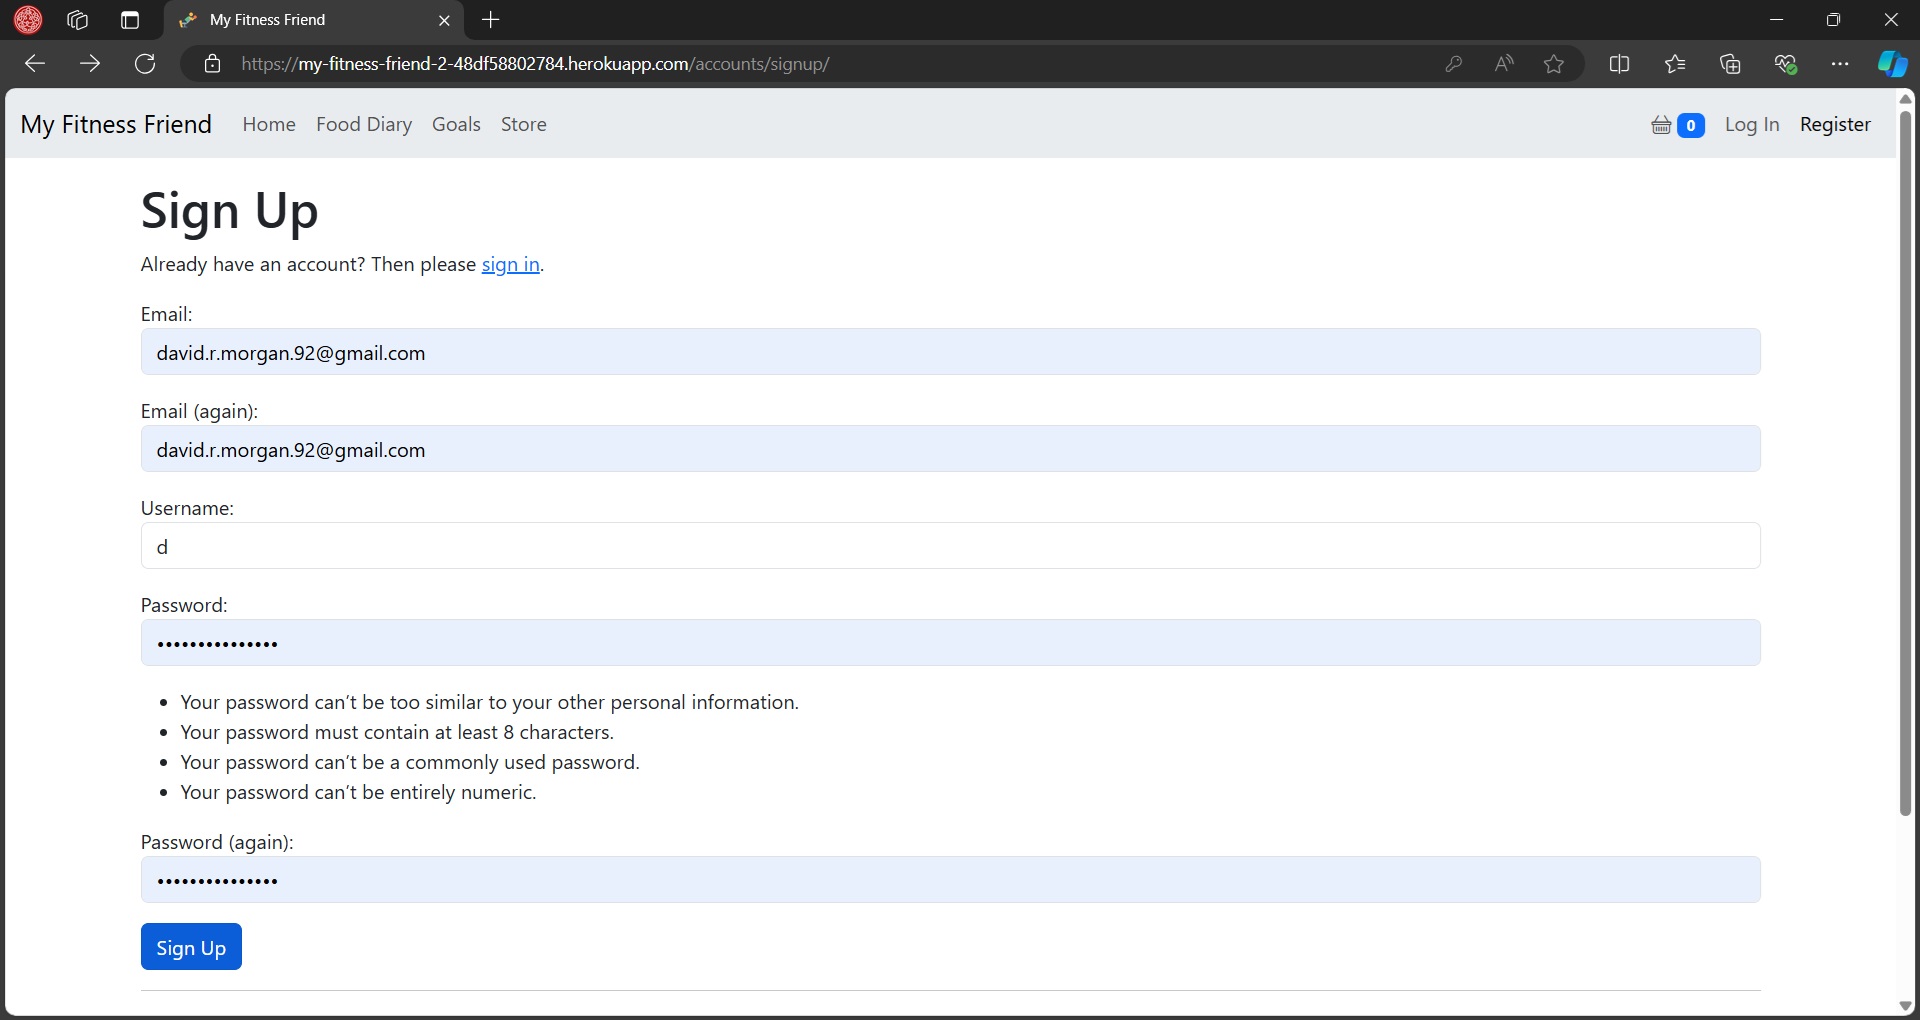 My Fitness Friend
https://my-fitness-friend-2-48df58802784.herokuapp.com/accounts/signup/
My Fitness Friend Home Food Diary Goals Store 0 Log In Register
Sign Up
Already have an account? Then please sign in.
Email:
david.r.morgan.92@gmail.com
Email (again):
david.r.morgan.92@gmail.com
Username:
d
Password:
•••••••••••••••
• Your password can't be too similar to your other personal information.
• Your password must contain at least 8 characters.
• Your password can't be a commonly used password.
• Your password can't be entirely numeric.
Password (again):
•••••••••••••••
Sign Up